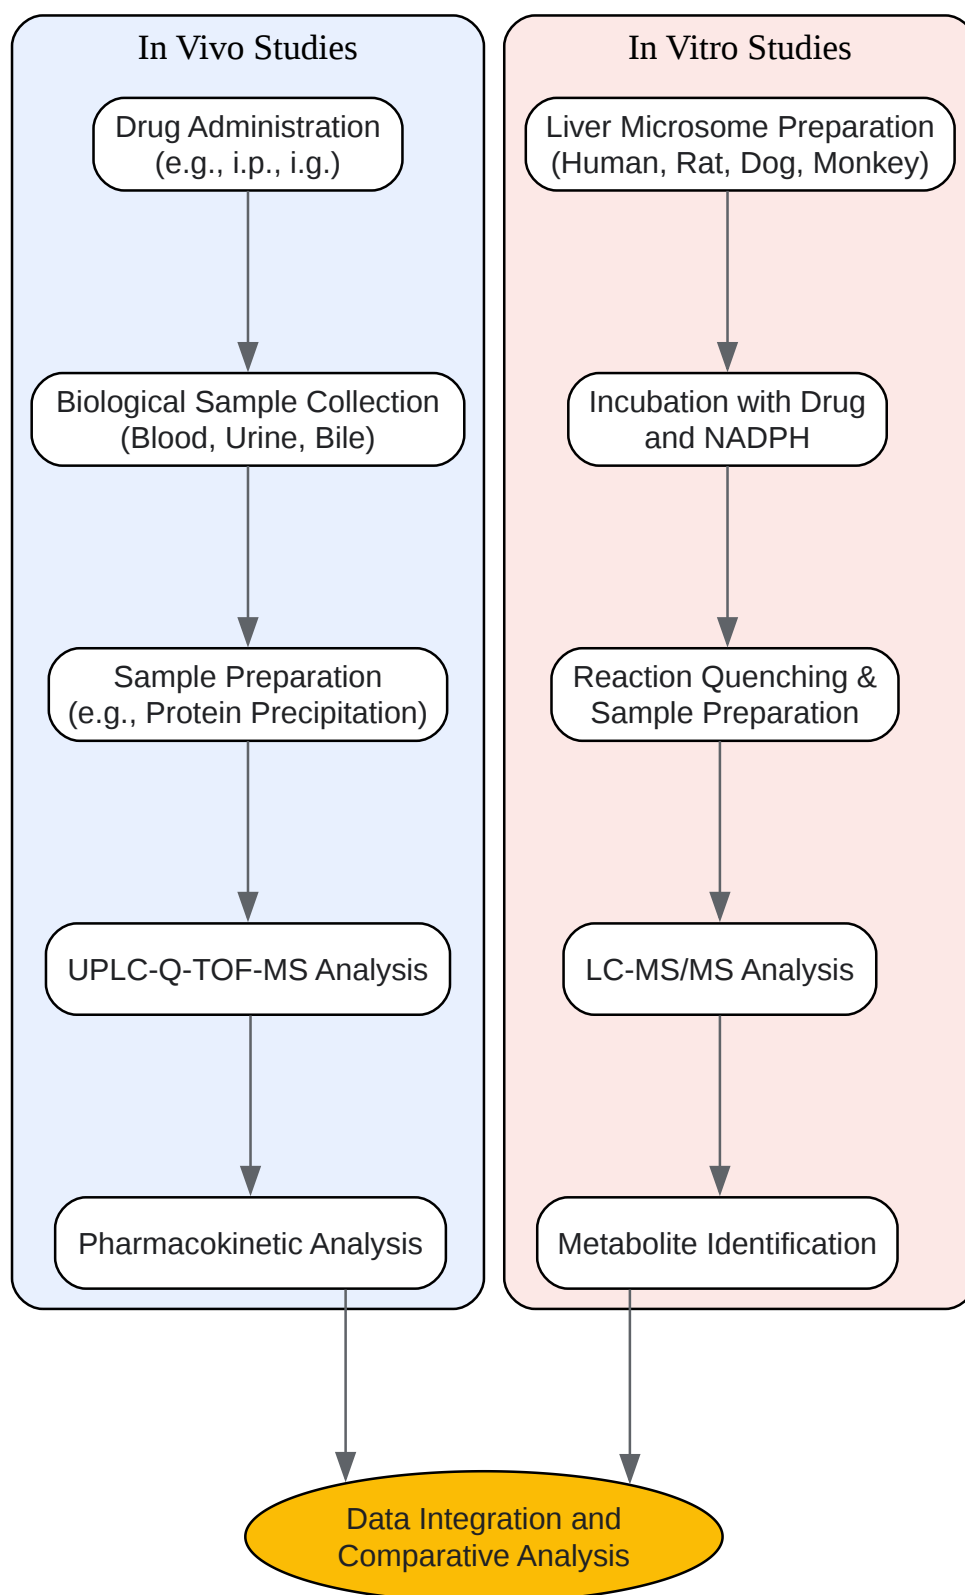 In Vivo Studies
Drug Administration
(e.g., i.p., i.g.)
Biological Sample Collection
(Blood, Urine, Bile)
Sample Preparation
(e.g., Protein Precipitation)
UPLC-Q-TOF-MS Analysis
Pharmacokinetic Analysis
In Vitro Studies
Liver Microsome Preparation
(Human, Rat, Dog, Monkey)
Incubation with Drug
and NADPH
Reaction Quenching &
Sample Preparation
LC-MS/MS Analysis
Metabolite Identification
Data Integration and
Comparative Analysis